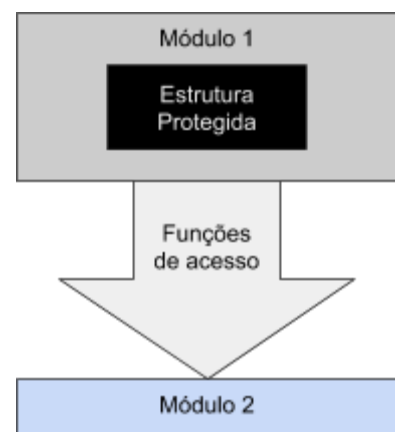 Módulo 1
Estrutura
Protegida
Funções
de acesso
Módulo 2